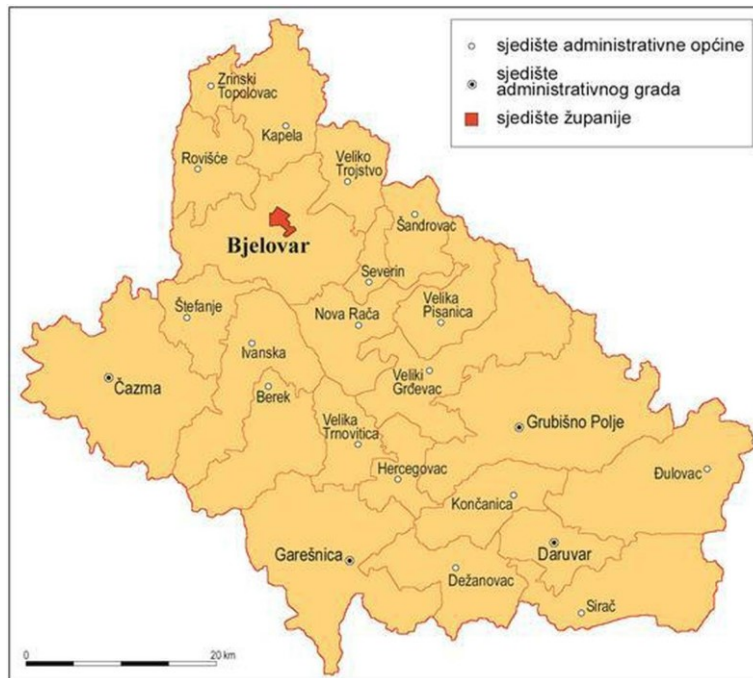 sjedište administrativne općine
sjedište
administrativnog grada
sjedište županije
Zrinski
Topolovac
Kapela
Rovišće
Veliko
Trojstvo
Šandrovac
Bjelovar
Severin
Štefanje
Nova Rača
Velika
Pisanica
Ivanska
Čazma
Berek
Veliki
Grđevac
Velika
Trnovitica
Grubišno Polje
Hercegovac
Đulovac
Končanica
Garešnica
Daruvar
Dežanovac
Sirač
0
20 km